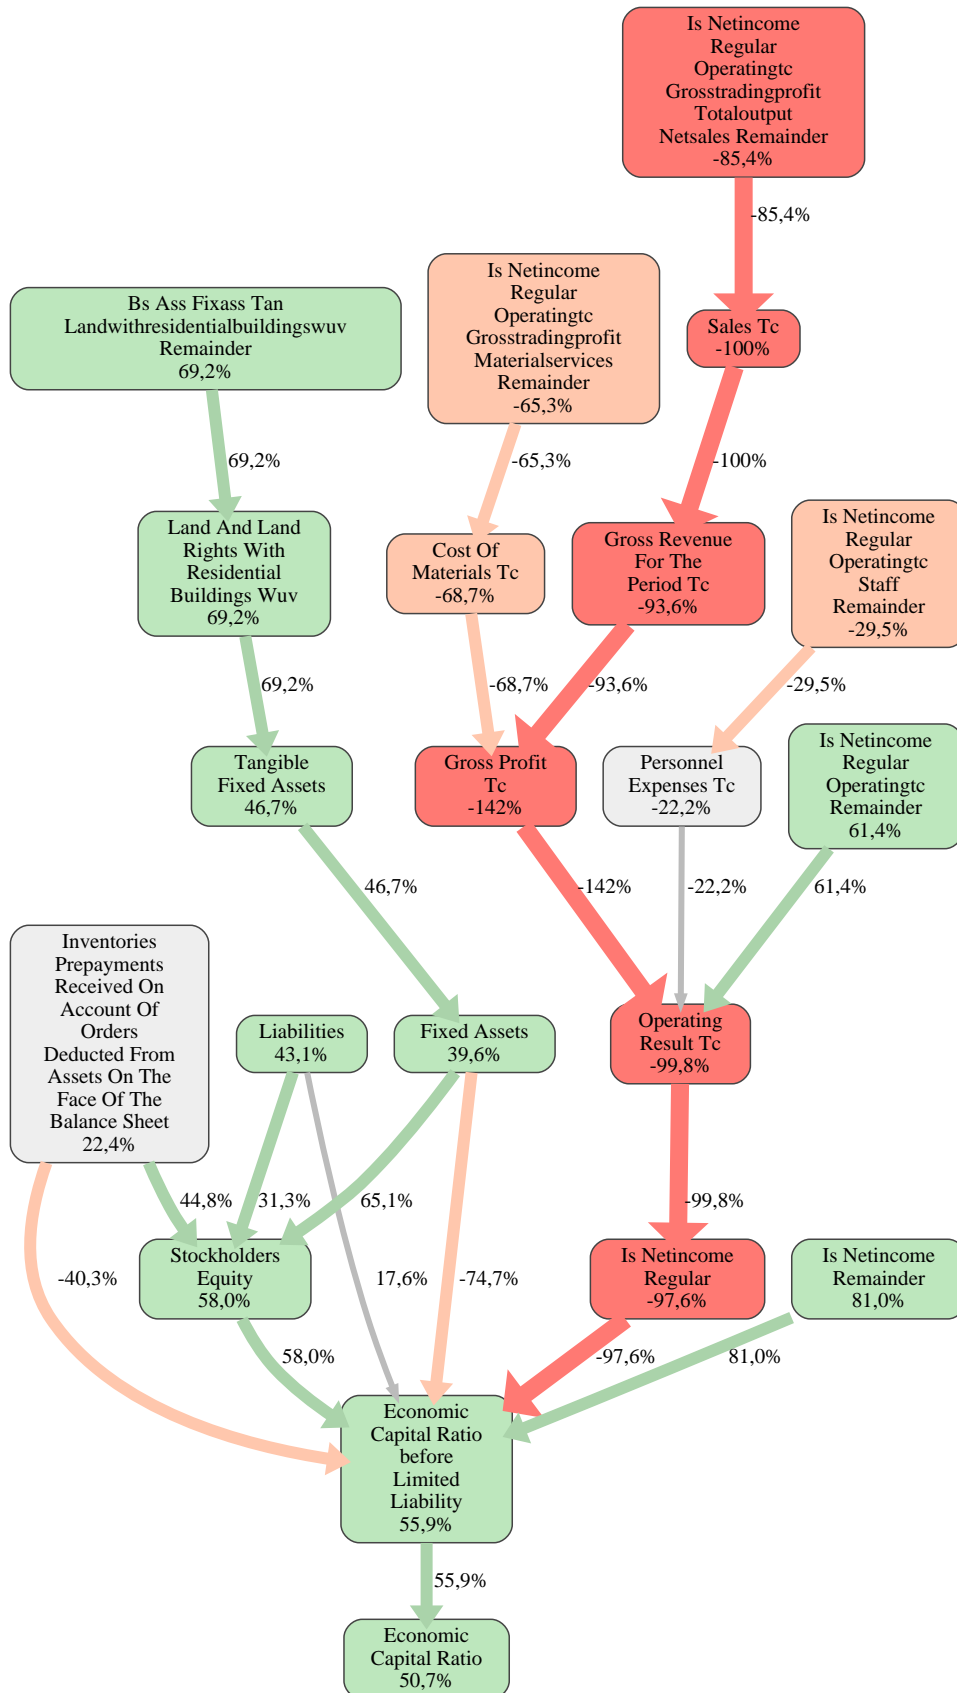 Is Netincome
Regular
Operatingtc
Grosstradingprofit
Totaloutput
Netsales Remainder
-85,4%
-85,4%
Bs Ass Fixass Tan
Landwithresidentialbuildingswuv
Remainder
69,2%
Is Netincome
Regular
Operatingtc
Grosstradingprofit
Materialservices
Remainder
-65,3%
Sales Tc
-100%
69,2%
-65,3%
-100%
Land And Land
Rights With
Residential
Buildings Wuv
69,2%
Cost Of
Materials Tc
-68,7%
Gross Revenue
For The
Period Tc
-93,6%
Is Netincome
Regular
Operatingtc
Staff
Remainder
-29,5%
69,2%
-68,7%
-93,6%
-29,5%
Tangible
Fixed Assets
46,7%
Gross Profit
Tc
-142%
Personnel
Expenses Tc
-22,2%
Is Netincome
Regular
Operatingtc
Remainder
61,4%
46,7%
-142%
-22,2%
61,4%
Inventories
Prepayments
Received On
Account Of
Orders
Deducted From
Assets On The
Face Of The
Balance Sheet
22,4%
Liabilities
43,1%
Fixed Assets
39,6%
Operating
Result Tc
-99,8%
44,8%
31,3%
65,1%
-99,8%
-40,3%
Stockholders
Equity
58,0%
17,6%
-74,7%
Is Netincome
Regular
-97,6%
Is Netincome
Remainder
81,0%
58,0%
-97,6%
81,0%
Economic
Capital Ratio
before
Limited
Liability
55,9%
55,9%
Economic
Capital Ratio
50,7%